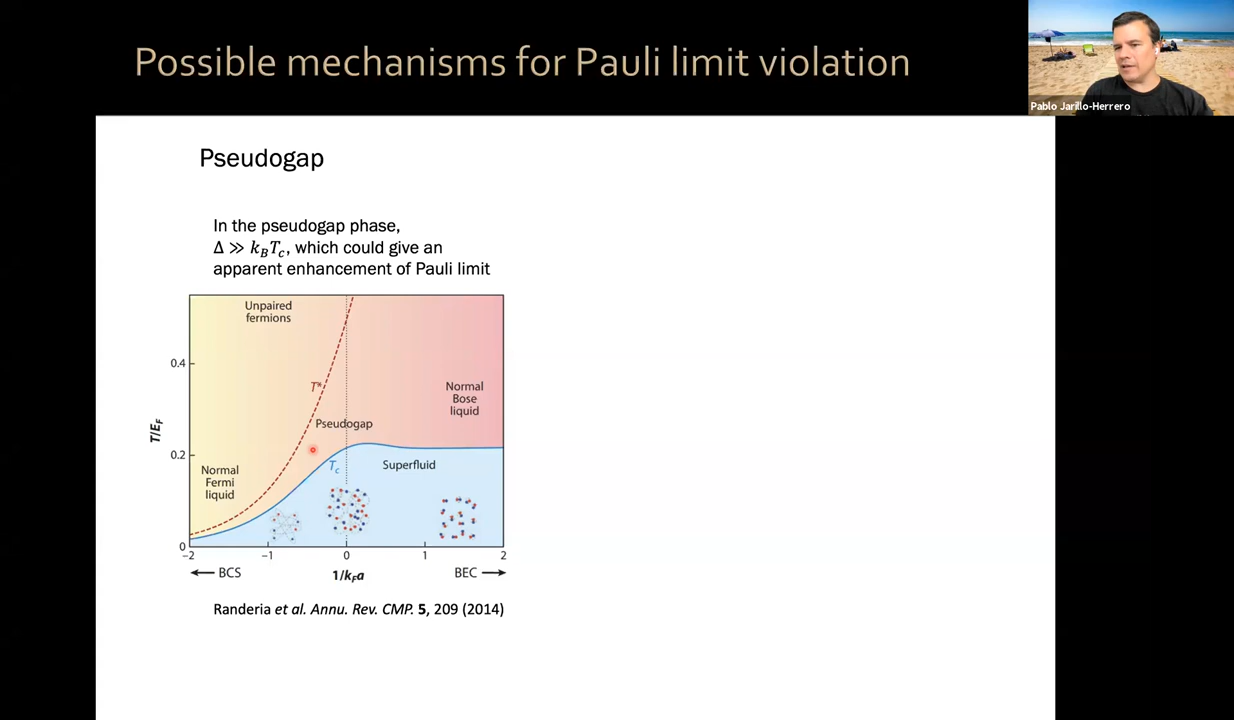 Possible mechanisms for Pauli limit violation
Pablo Jarillo-Herrero
Pseudogap
In the pseudogap phase,
Δ ≫ k_B T_c, which could give an
apparent enhancement of Pauli limit
Unpaired
fermions
0.4
T*
Normal
Bose
liquid
Pseudogap
T/E_F
0.2
T_c
Superfluid
Normal
Fermi
liquid
0
−2
−1
0
1
2
BCS
1/k_F a
BEC
Randeria et al. Annu. Rev. CMP. 5, 209 (2014)